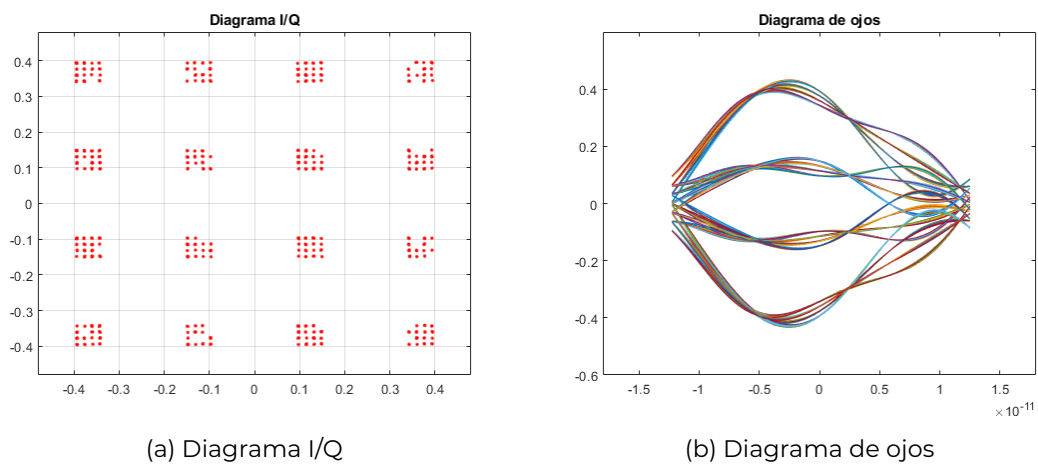 Diagrama I/Q
0.4
0.3
0.2
0.1
0
-0.1
-0.2
-0.3
-0.4
-0.4 -0.3 -0.2 -0.1 0 0.1 0.2 0.3 0.4
(a) Diagrama I/Q
Diagrama de ojos
0.4
0.2
0
-0.2
-0.4
-0.6
-1.5 -1 -0.5 0 0.5 1 1.5
× 10-11
(b) Diagrama de ojos